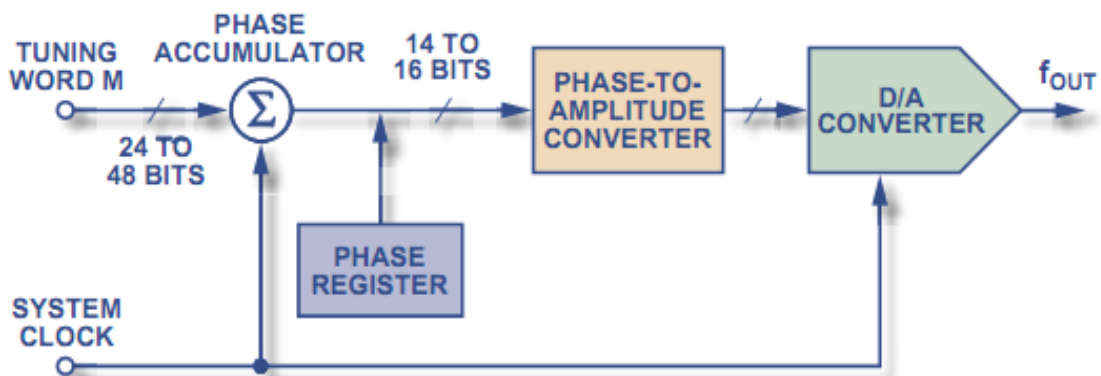 TUNING
WORD M
24 TO
48 BITS
PHASE
ACCUMULATOR
Σ
14 TO
16 BITS
PHASE
REGISTER
PHASE-TO-
AMPLITUDE
CONVERTER
D/A
CONVERTER
fOUT
SYSTEM
CLOCK